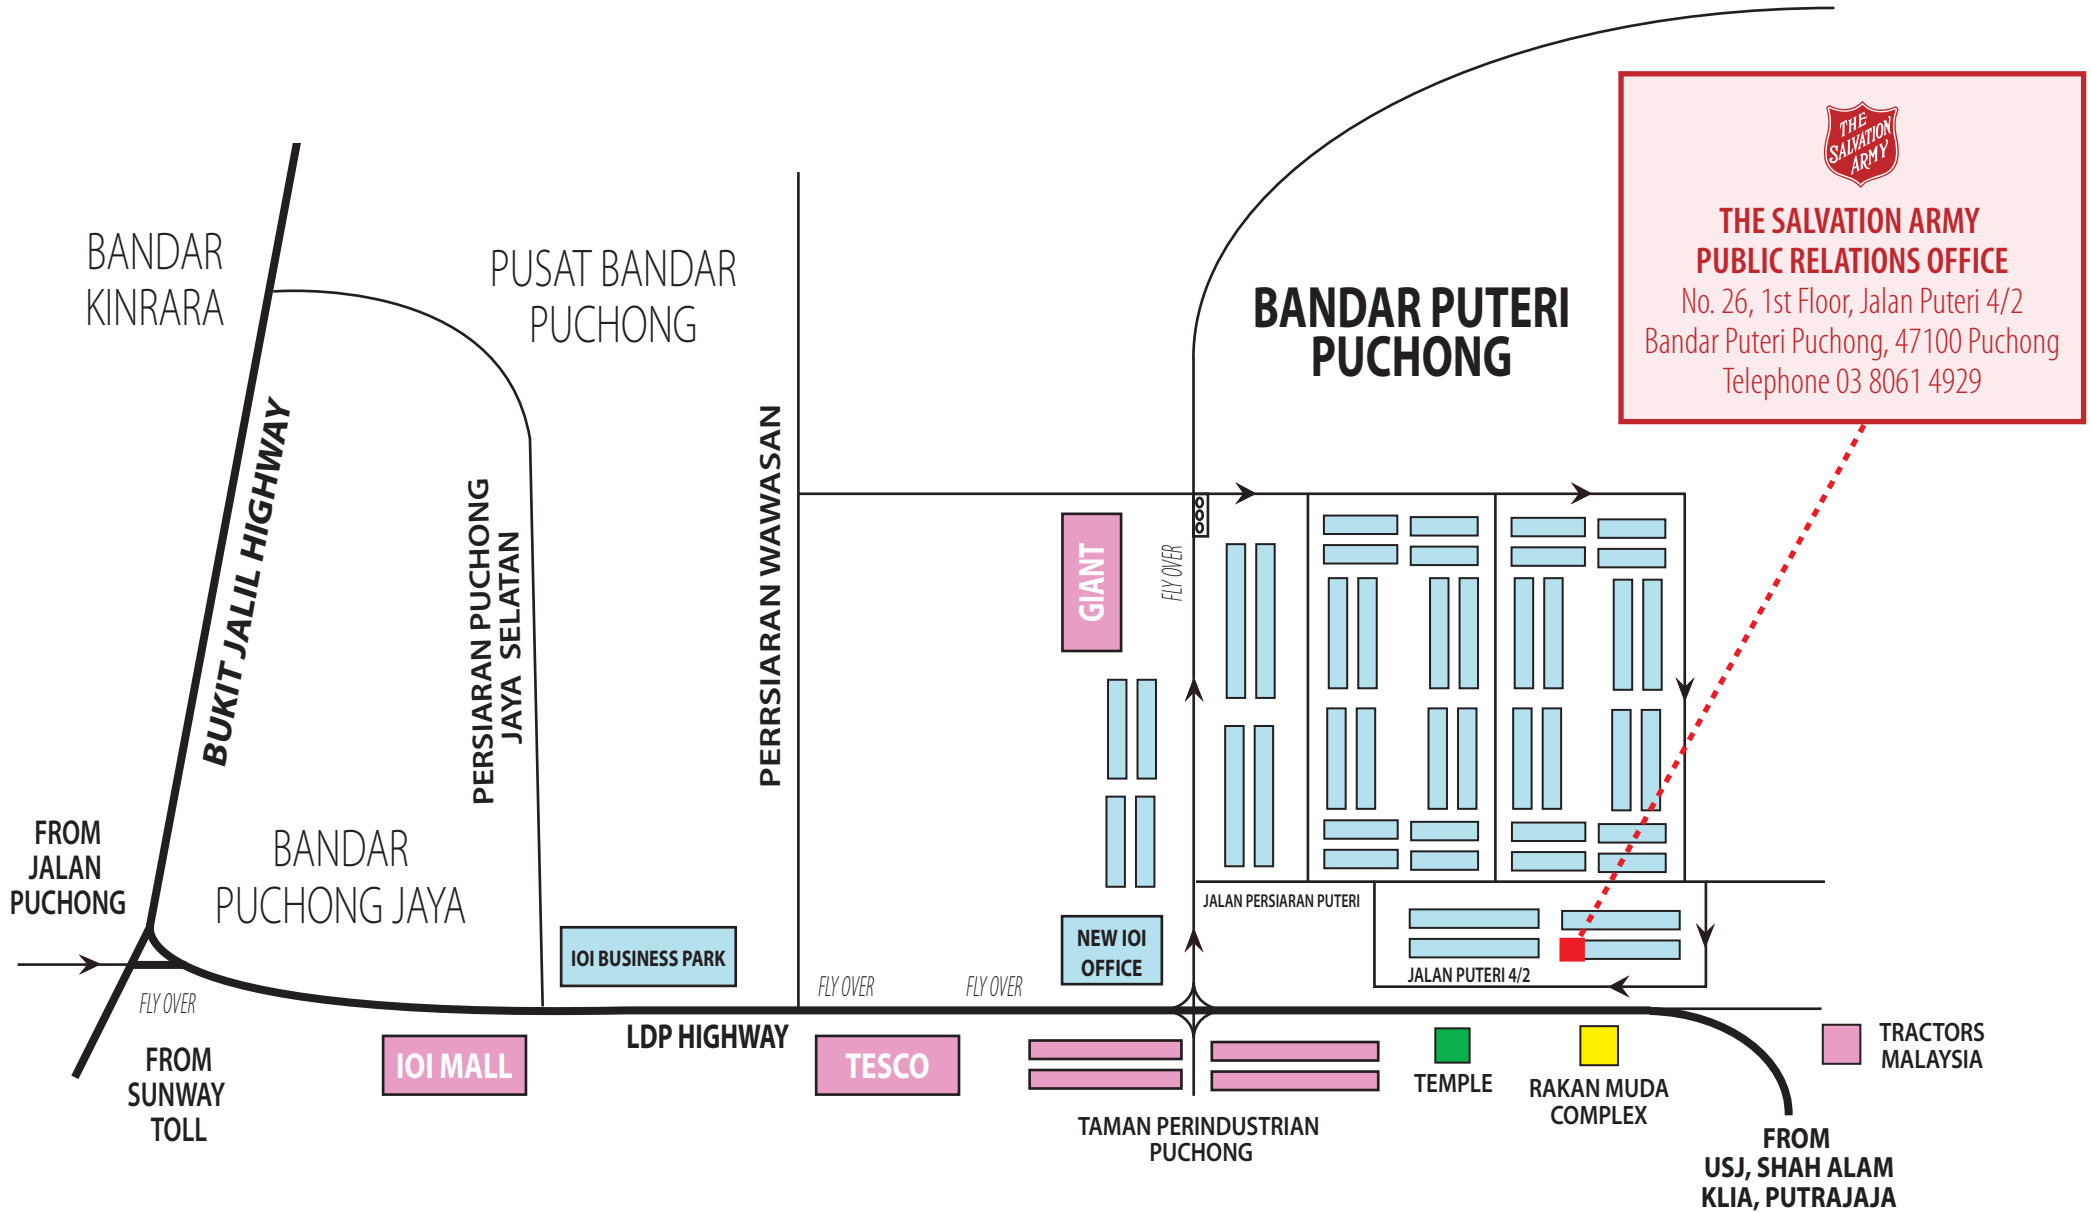 THE
SALVATION
ARMY
THE SALVATION ARMY
PUBLIC RELATIONS OFFICE
No. 26, 1st Floor, Jalan Puteri 4/2
Bandar Puteri Puchong, 47100 Puchong
Telephone 03 8061 4929
BANDAR
KINRARA
PUSAT BANDAR
PUCHONG
BANDAR PUTERI
PUCHONG
BUKIT JALIL HIGHWAY
PERSIARAN PUCHONG
JAYA SELATAN
PERRSIARAN WAWASAN
GIANT
FLY OVER
FROM
JALAN
PUCHONG
BANDAR
PUCHONG JAYA
IOI BUSINESS PARK
NEW IOI
OFFICE
JALAN PERSIARAN PUTERI
JALAN PUTERI 4/2
FLY OVER
FLY OVER
FLY OVER
LDP HIGHWAY
FROM
SUNWAY
TOLL
IOI MALL
TESCO
TAMAN PERINDUSTRIAN
PUCHONG
TEMPLE
RAKAN MUDA
COMPLEX
TRACTORS
MALAYSIA
FROM
USJ, SHAH ALAM
KLIA, PUTRAJAJA